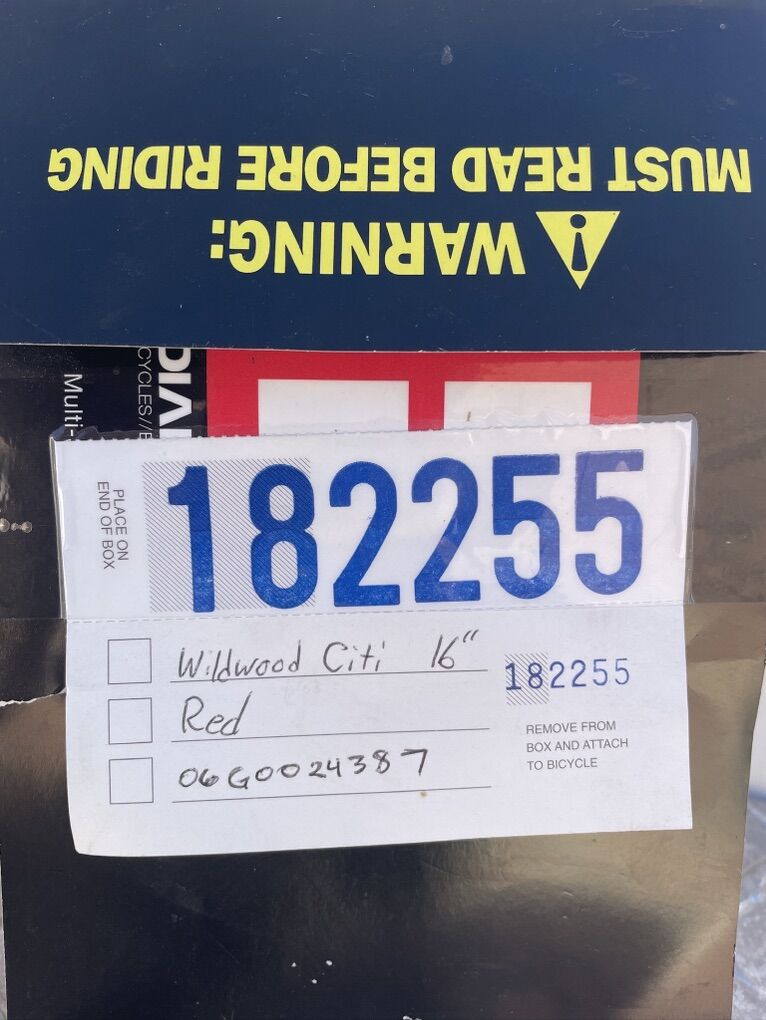 WARNING:
MUST READ BEFORE RIDING
Multi-
CYCLES//
PLACE ON
END OF BOX
182255
Wildwood Citi 16"
Red
06G0024387
182255
REMOVE FROM
BOX AND ATTACH
TO BICYCLE